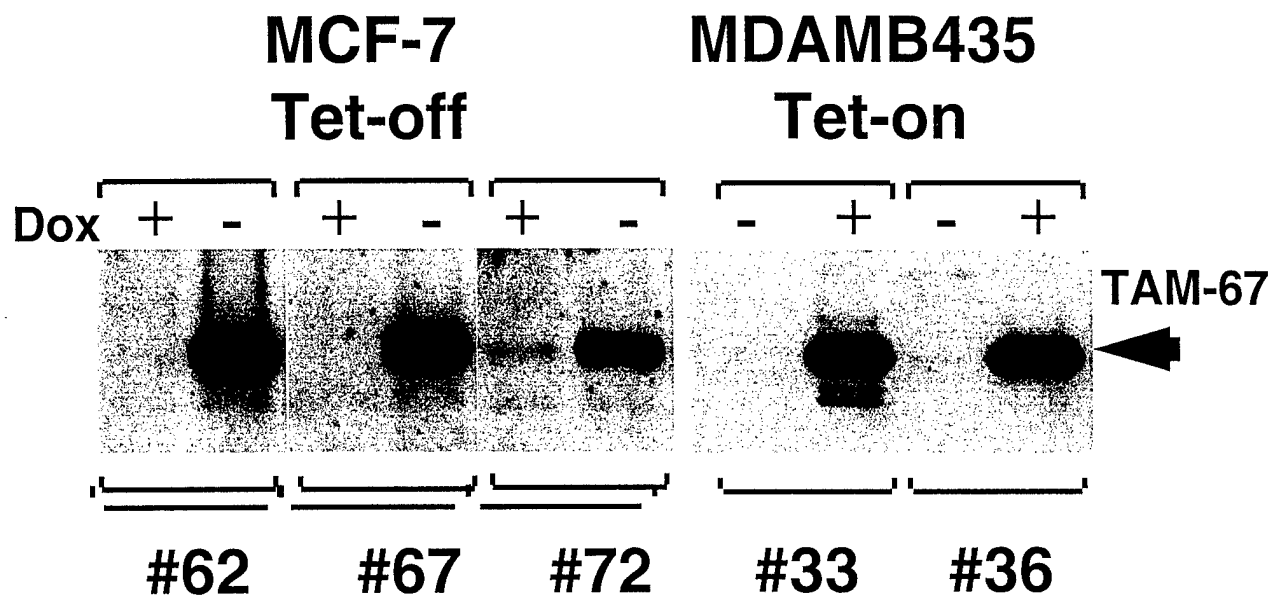 MCF-7 MDAMB435
Tet-off Tet-on
Dox + - + - + - - + - +
TAM-67
#62 #67 #72 #33 #36